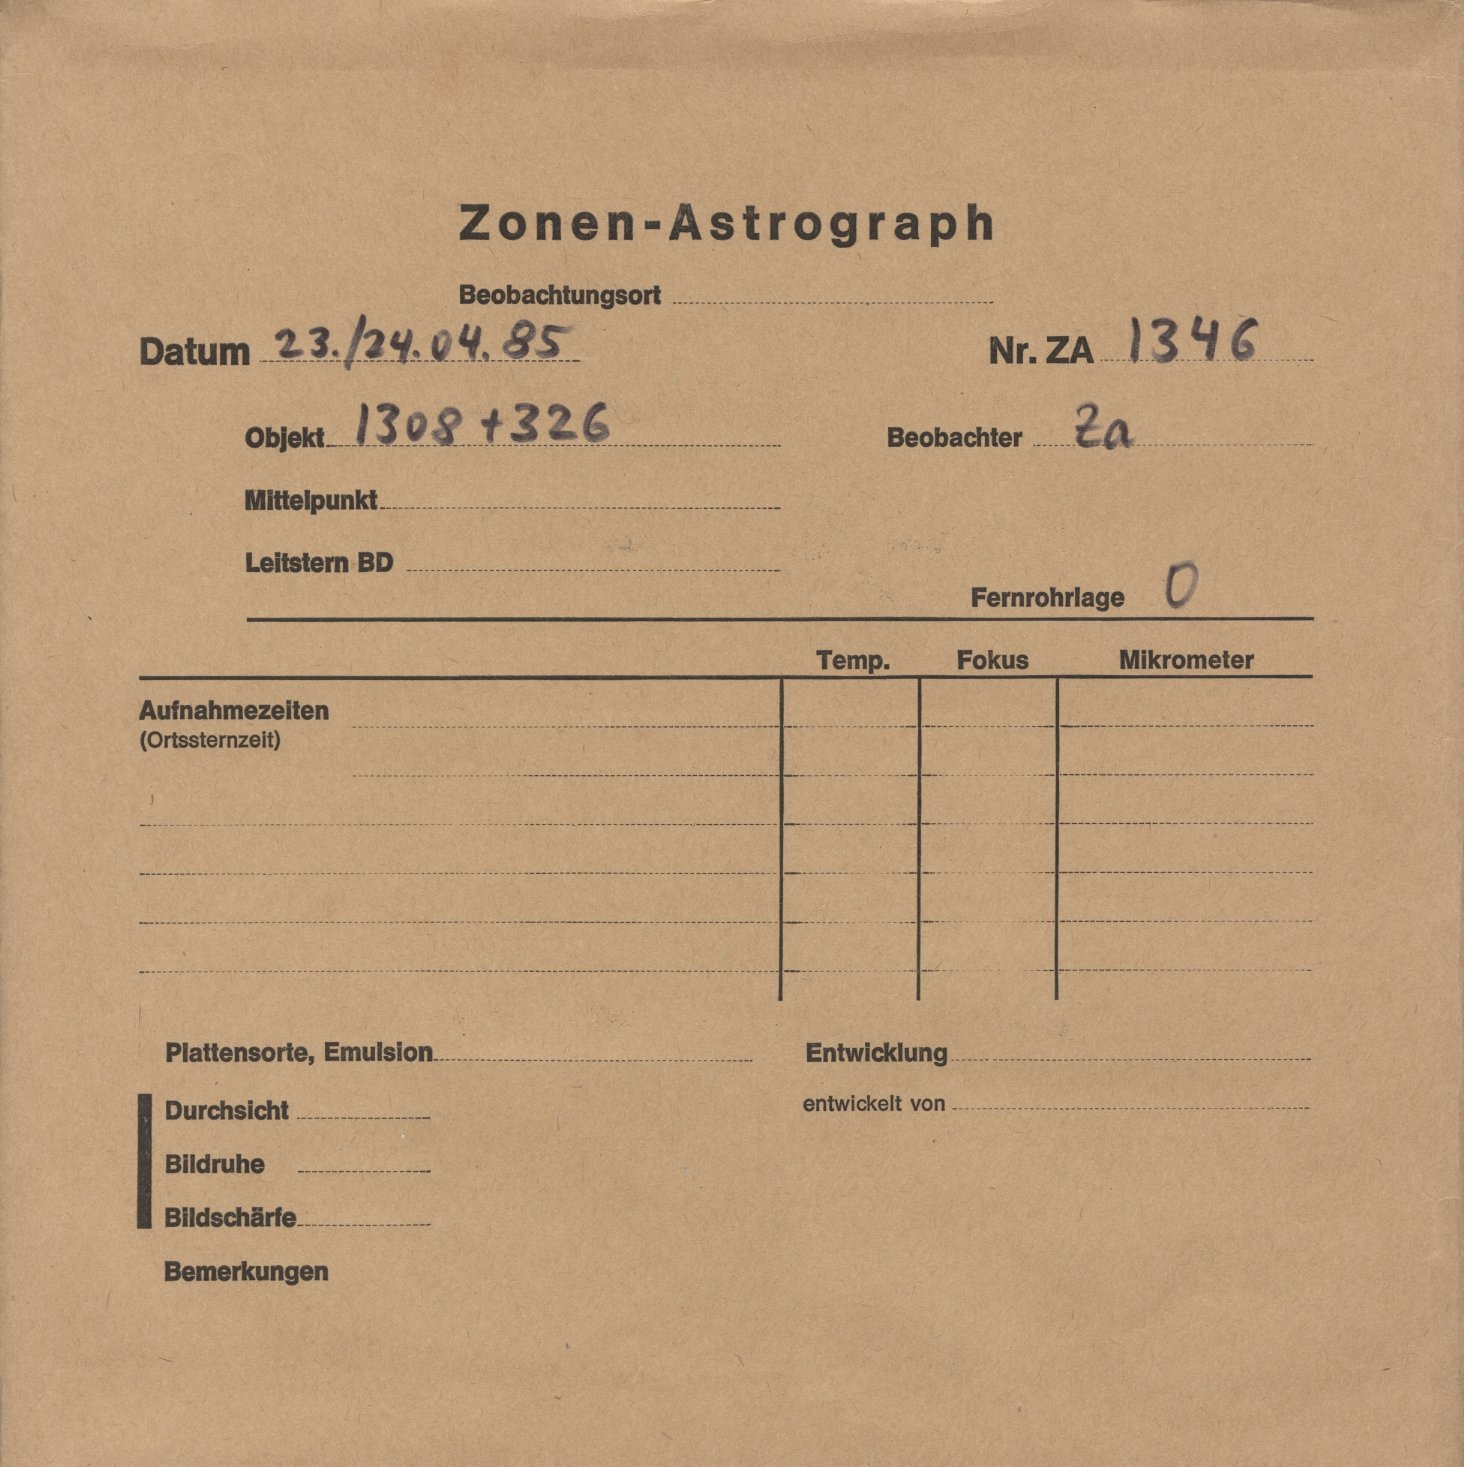 Zonen-Astrograph
Beobachtungsort
Datum 23./24.04.85 Nr. ZA 1346
Objekt 1308+326 Beobachter Za
Mittelpunkt
Leitstern BD
Fernrohrlage O
Temp. Fokus Mikrometer
Aufnahmezeiten
(Ortssternzeit)
Plattensorte, Emulsion Entwicklung
Durchsicht entwickelt von
Bildruhe
Bildschärfe
Bemerkungen